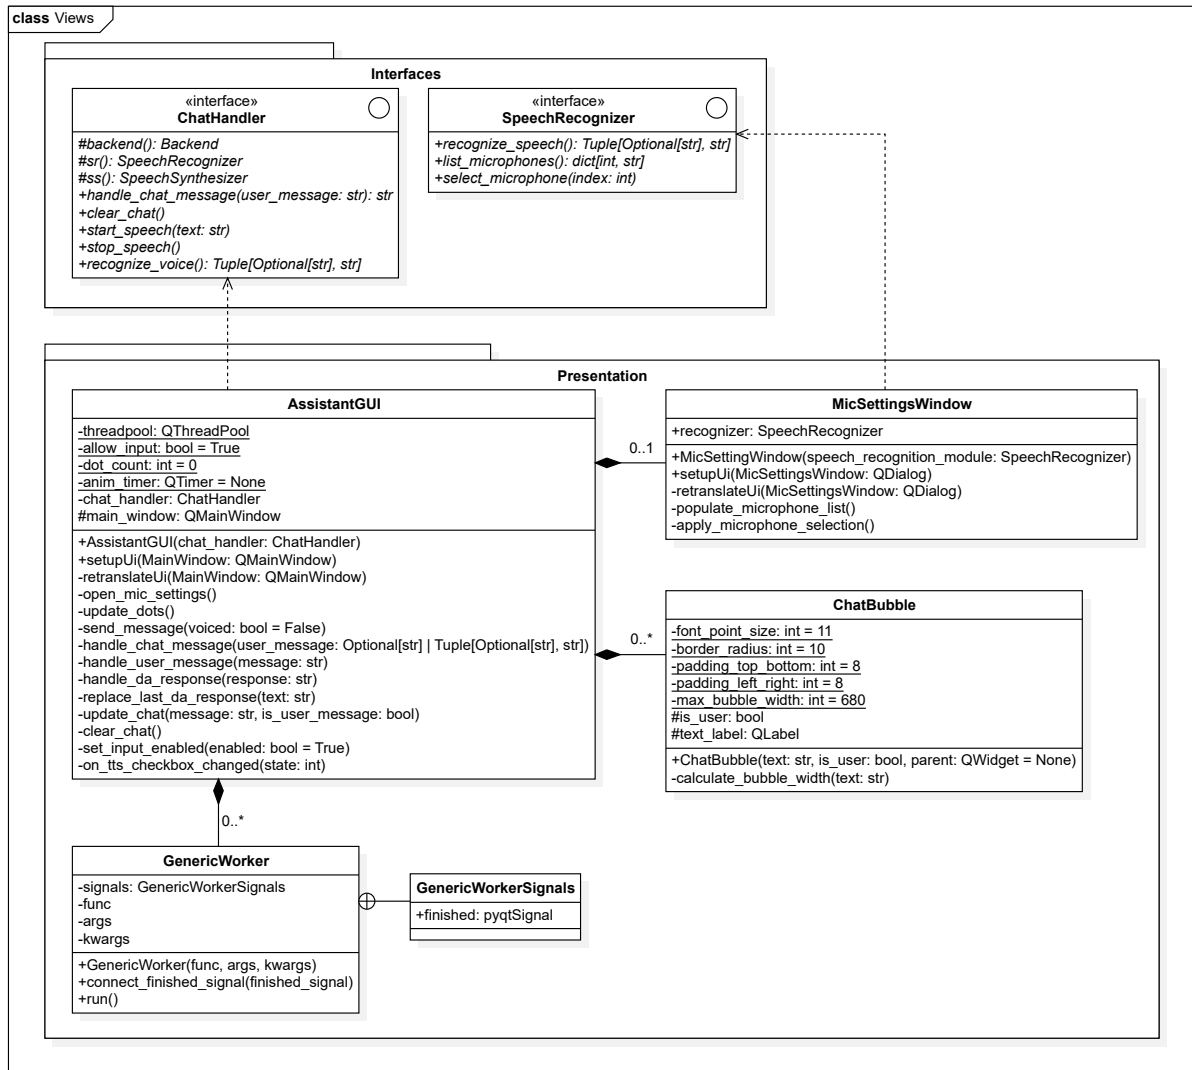 class Views
Interfaces
«interface»
ChatHandler
#backend(): Backend
#sr(): SpeechRecognizer
#ss(): SpeechSynthesizer
+handle_chat_message(user_message: str): str
+clear_chat()
+start_speech(text: str)
+stop_speech()
+recognize_voice(): Tuple[Optional[str], str]
«interface»
SpeechRecognizer
+recognize_speech(): Tuple[Optional[str], str]
+list_microphones(): dict[int, str]
+select_microphone(index: int)
Presentation
AssistantGUI
-threadpool: QThreadPool
-allow_input: bool = True
-dot_count: int = 0
-anim_timer: QTimer = None
-chat_handler: ChatHandler
#main_window: QMainWindow
+AssistantGUI(chat_handler: ChatHandler)
+setupUi(MainWindow: QMainWindow)
-retranslateUi(MainWindow: QMainWindow)
-open_mic_settings()
-update_dots()
-send_message(voiced: bool = False)
-handle_chat_message(user_message: Optional[str] | Tuple[Optional[str], str])
-handle_user_message(message: str)
-handle_da_response(response: str)
-replace_last_da_response(text: str)
-update_chat(message: str, is_user_message: bool)
-clear_chat()
-set_input_enabled(enabled: bool = True)
-on_tts_checkbox_changed(state: int)
0..1
MicSettingsWindow
+recognizer: SpeechRecognizer
+MicSettingWindow(speech_recognition_module: SpeechRecognizer)
+setupUi(MicSettingsWindow: QDialog)
-retranslateUi(MicSettingsWindow: QDialog)
-populate_microphone_list()
-apply_microphone_selection()
0..*
ChatBubble
-font_point_size: int = 11
-border_radius: int = 10
-padding_top_bottom: int = 8
-padding_left_right: int = 8
-max_bubble_width: int = 680
#is_user: bool
#text_label: QLabel
+ChatBubble(text: str, is_user: bool, parent: QWidget = None)
-calculate_bubble_width(text: str)
0..*
GenericWorker
-signals: GenericWorkerSignals
-func
-args
-kwargs
+GenericWorker(func, args, kwargs)
+connect_finished_signal(finished_signal)
+run()
GenericWorkerSignals
+finished: pyqtSignal